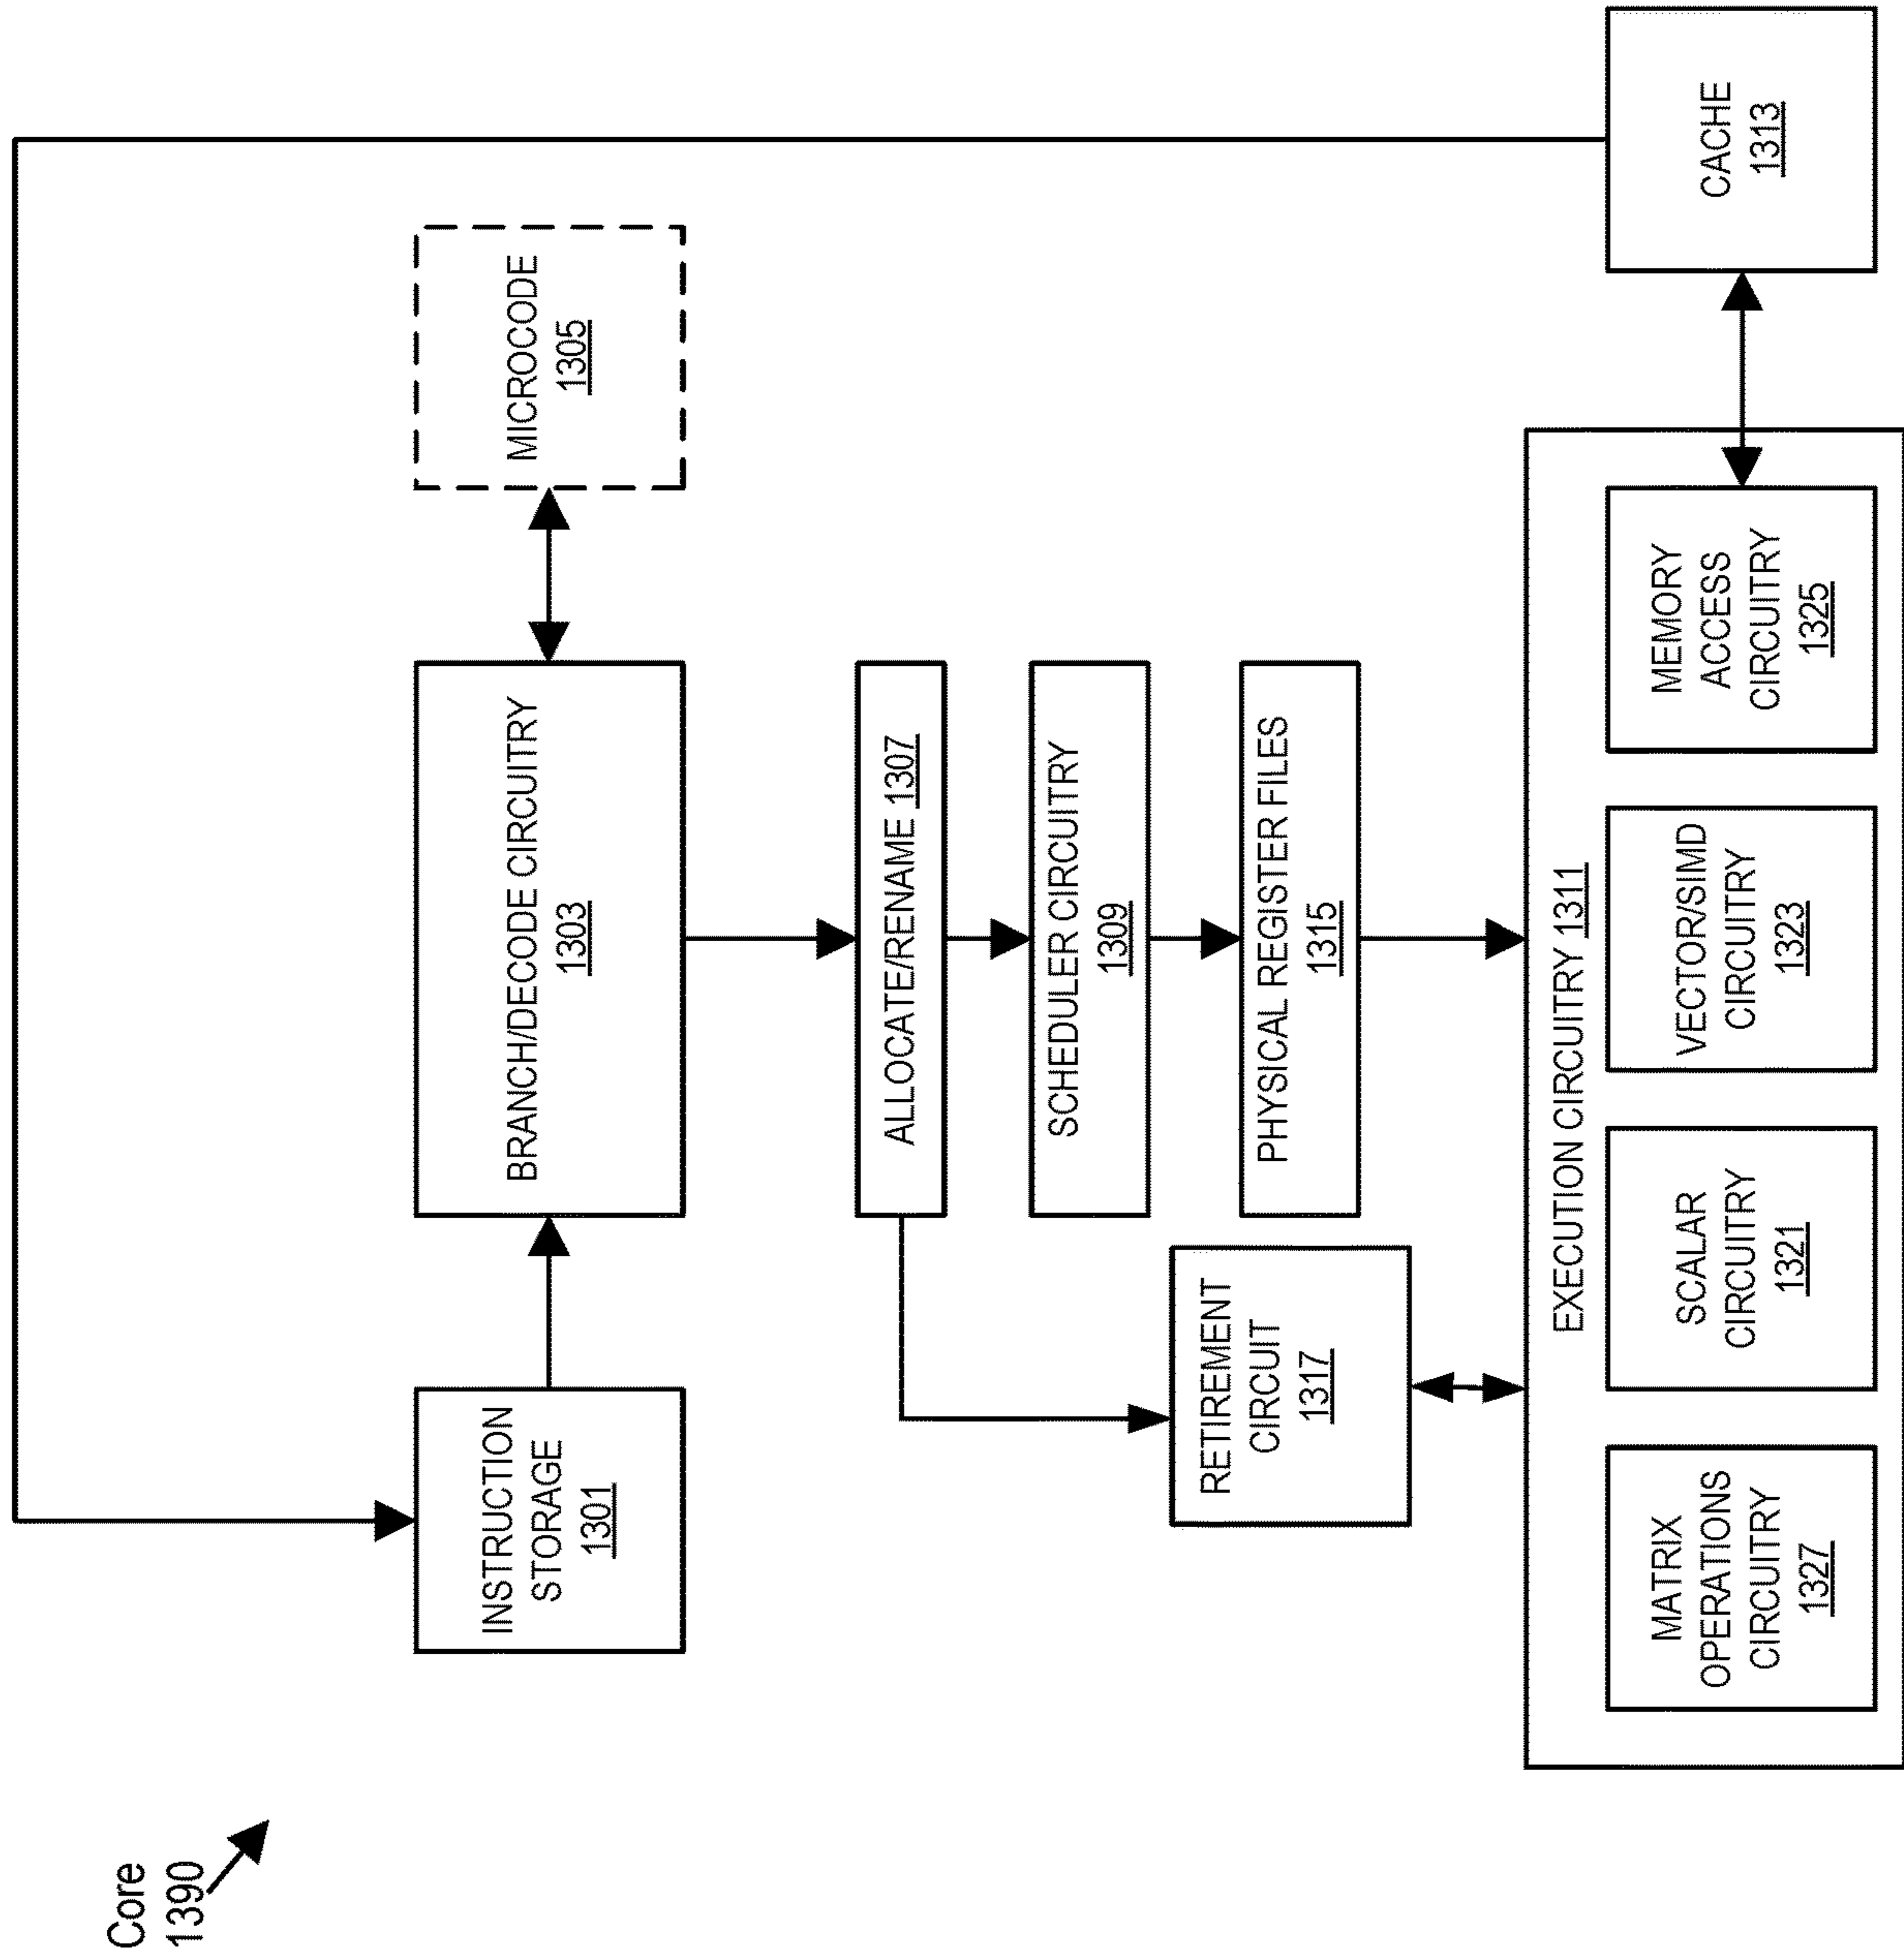 Core
1390
INSTRUCTION
STORAGE
1301
BRANCH/DECODE CIRCUITRY
1303
MICROCODE
1305
ALLOCATE/RENAME 1307
SCHEDULER CIRCUITRY
1309
RETIREMENT
CIRCUIT
1317
PHYSICAL REGISTER FILES
1315
EXECUTION CIRCUITRY 1311
MATRIX
OPERATIONS
CIRCUITRY
1327
SCALAR
CIRCUITRY
1321
VECTOR/SIMD
CIRCUITRY
1323
MEMORY
ACCESS
CIRCUITRY
1325
CACHE
1313